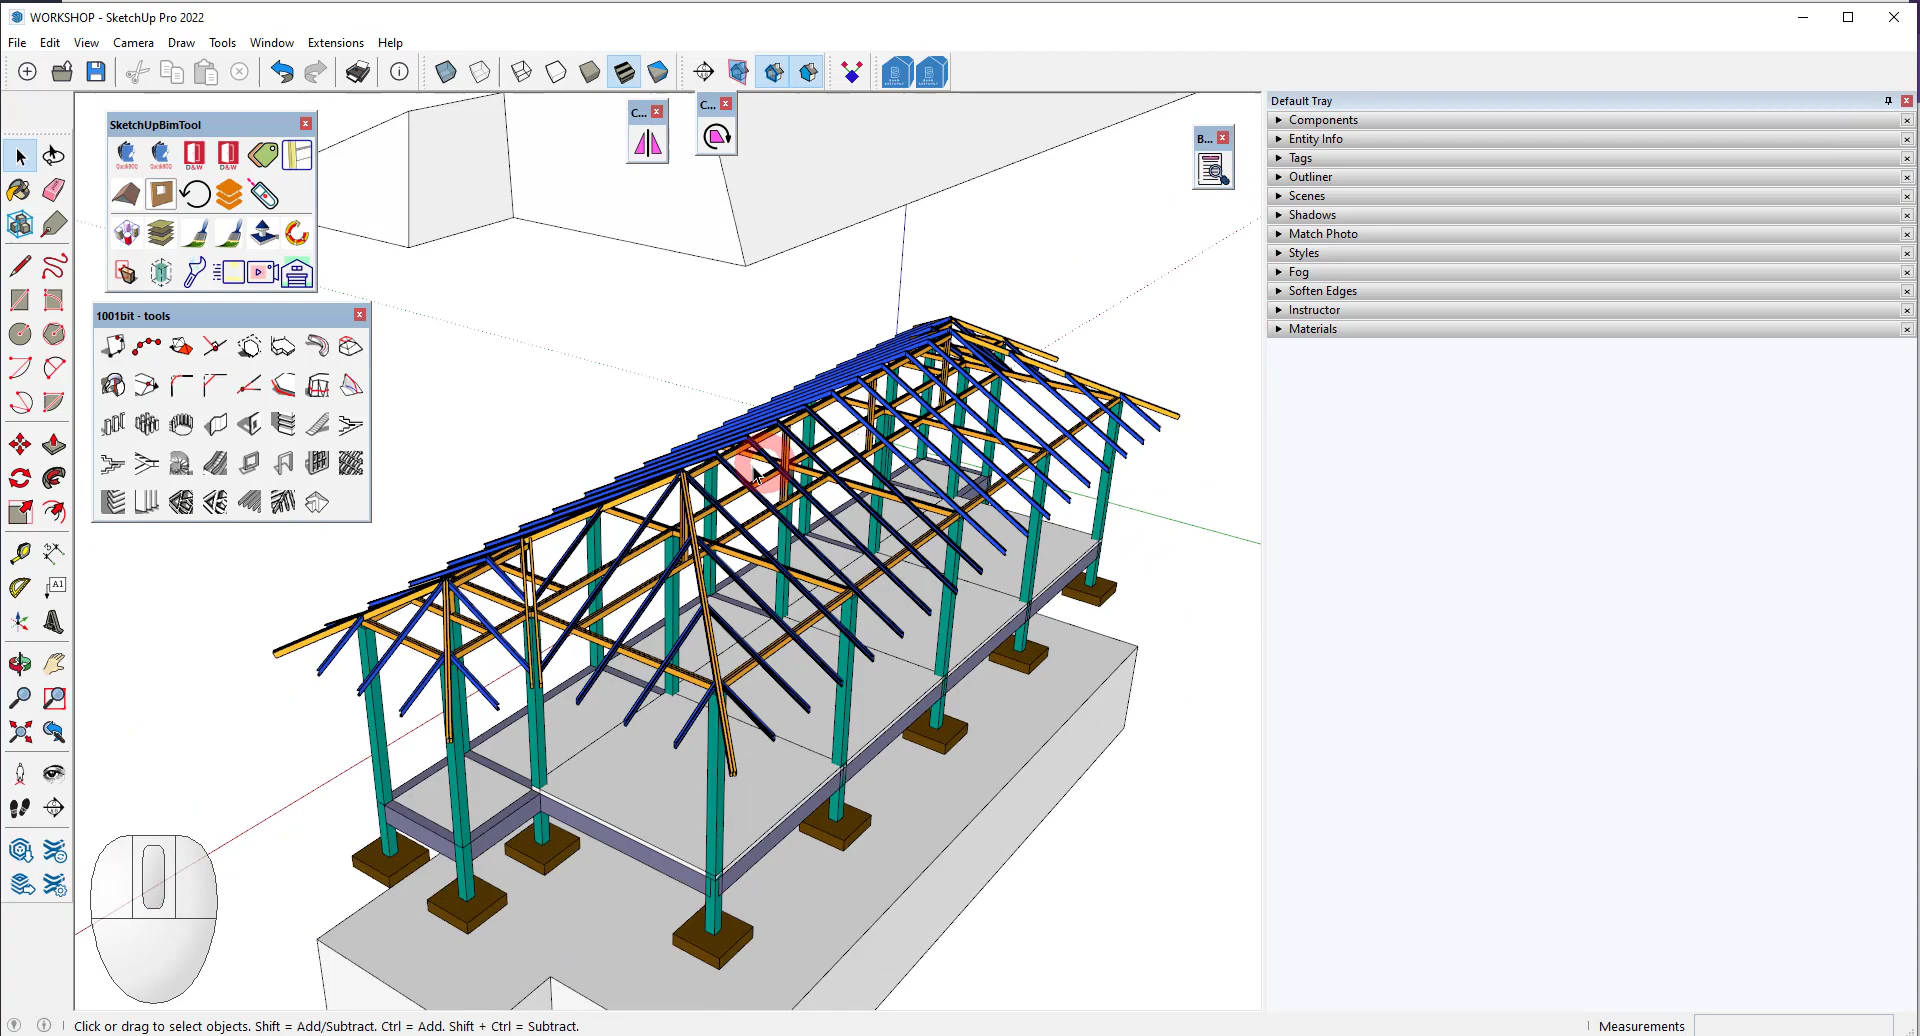 WORKSHOP - SketchUp Pro 2022
File Edit View Camera Draw Tools Window Extensions Help
SketchUpBimTool
D&W D&W
1001bit - tools
C...
C...
B...
A1
Default Tray
Components
Entity Info
Tags
Outliner
Scenes
Shadows
Match Photo
Styles
Fog
Soften Edges
Instructor
Materials
Click or drag to select objects. Shift = Add/Subtract. Ctrl = Add. Shift + Ctrl = Subtract.
Measurements